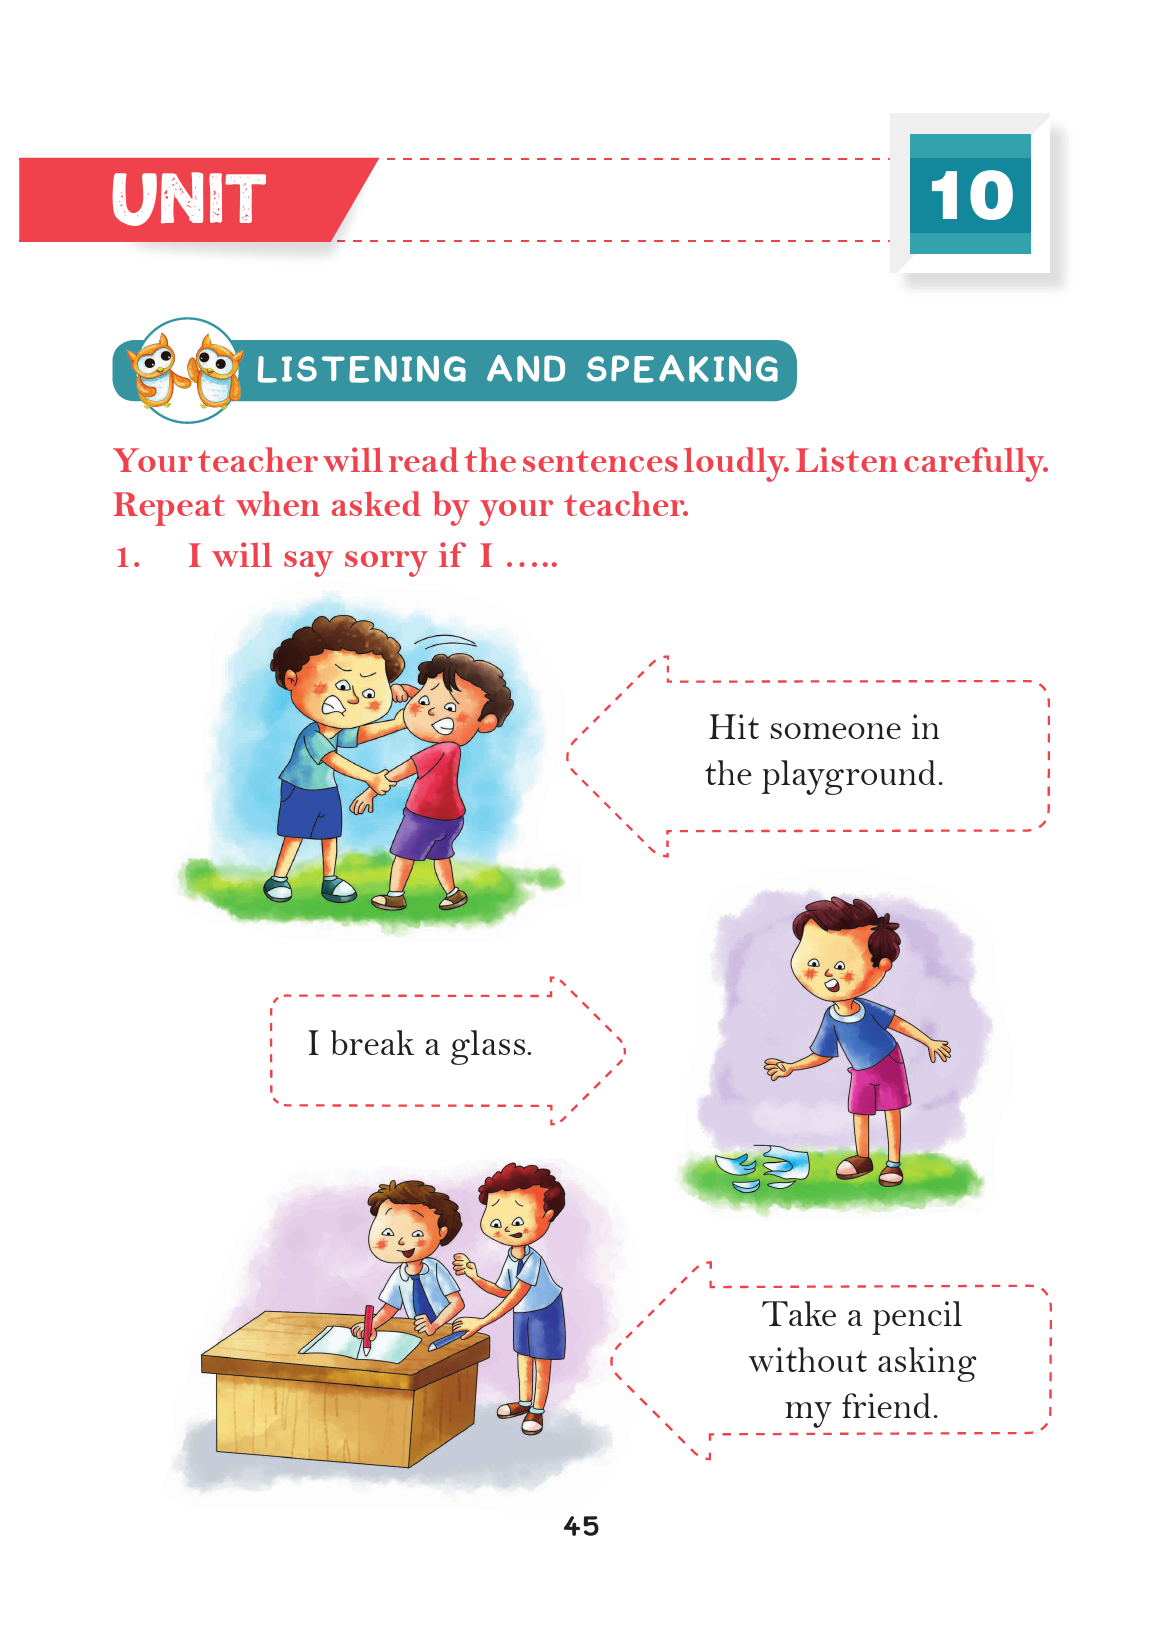 UNIT
10
LISTENING AND SPEAKING
Your teacher will read the sentences loudly. Listen carefully.
Repeat when asked by your teacher.
1. I will say sorry if I .....
Hit someone in
the playground.
I break a glass.
Take a pencil
without asking
my friend.
45